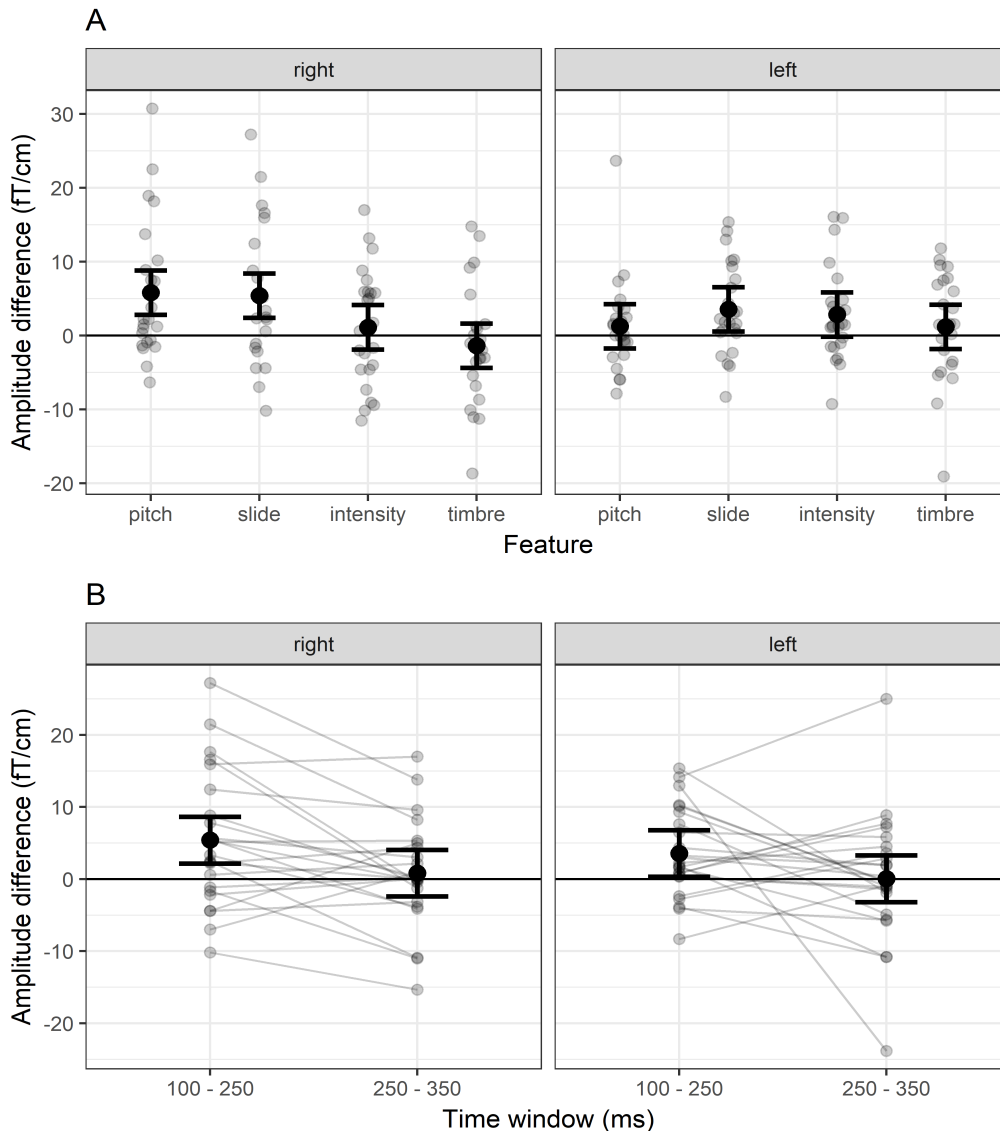 A
right left
Amplitude difference (fT/cm)
30
20
10
0
-10
-20
pitch slide intensity timbre pitch slide intensity timbre
Feature
B
right left
Amplitude difference (fT/cm)
20
10
0
-10
-20
100 - 250 250 - 350 100 - 250 250 - 350
Time window (ms)